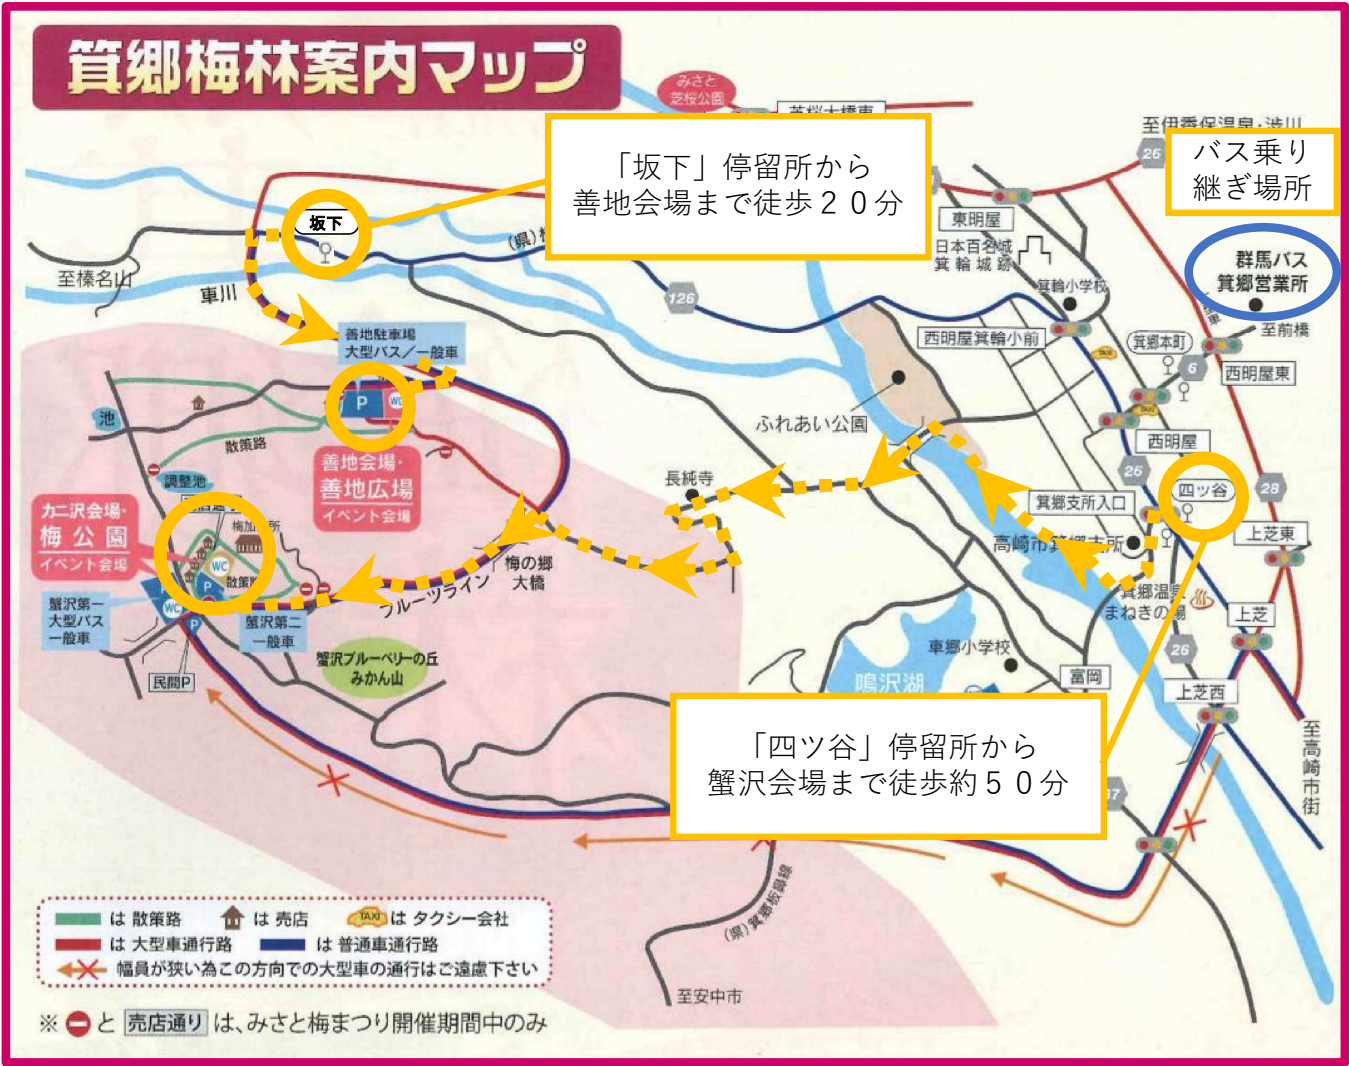 箕郷梅林案内マップ
みさと
芝桜公園
至伊香保温泉・渋川
26
「坂下」停留所から
善地会場まで徒歩２０分
バス乗り
継ぎ場所
坂下
東明屋
日本百名城
箕輪城跡
群馬バス
箕郷営業所
至榛名山
車川
126
箕輪小学校
至前橋
善地駐車場
大型バス／一般車
西明屋箕輪小前
箕郷本町
TAXI
6
西明屋東
P
WC
池
散策路
ふれあい公園
TAXI
西明屋
善地会場・
善地広場
イベント会場
調整池
長純寺
26
四ツ谷
28
カニ沢会場・
梅公園
イベント会場
箕郷支所入口
上芝東
高崎市箕郷支所
WC
P
散策路
梅の郷
大橋
フルーツライン
箕郷温泉
まねきの湯
蟹沢第一
大型バス
一般車
WC
P
蟹沢第二
一般車
上芝
蟹沢ブルーベリーの丘
みかん山
車郷小学校
26
民間P
鳴沢湖
富岡
上芝西
「四ツ谷」停留所から
蟹沢会場まで徒歩約５０分
至高崎市街
(県)箕郷板鼻線
至安中市
は 散策路
は 売店
TAXI
は タクシー会社
は 大型車通行路
は 普通車通行路
幅員が狭い為この方向での大型車の通行はご遠慮下さい
※
と 売店通り は、みさと梅まつり開催期間中のみ